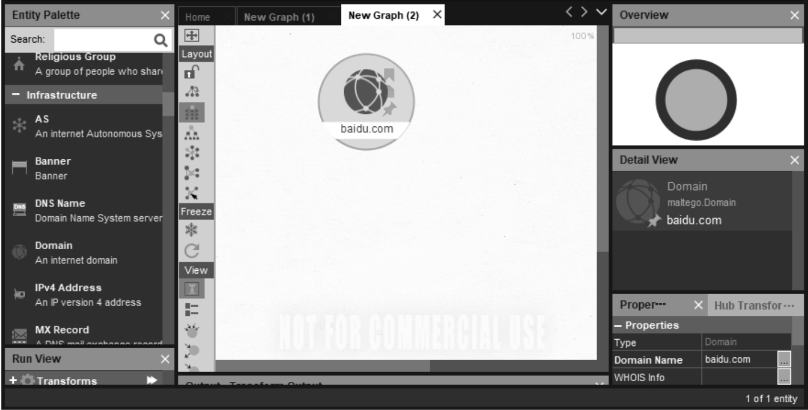 Entity Palette
Home
New Graph (1)
New Graph (2)
Overview
Search:
100%
Religious Group
A group of people who share
Layout
Infrastructure
AS
An internet Autonomous Sys
baidu.com
Banner
Banner
Detail View
Domain
maltego.Domain
baidu.com
DNS Name
Domain Name System server
Freeze
Domain
An internet domain
View
IPv4 Address
An IP version 4 address
Proper···
Hub Transfor···
Properties
MX Record
A DNS mail exchange record
NOT FOR COMMERCIAL USE
Type
Domain
Run View
Domain Name
baidu.com
Transforms
WHOIS Info
Output - Transform Output
1 of 1 entity